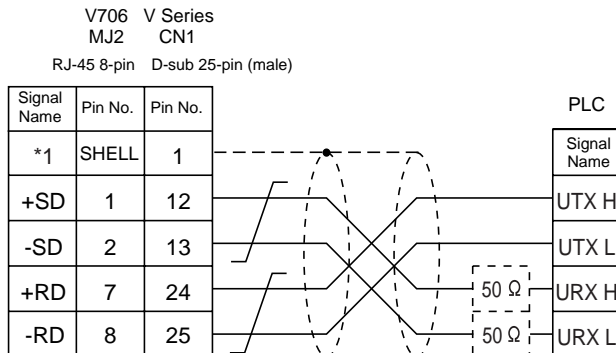 V706 V Series
MJ2 CN1
RJ-45 8-pin D-sub 25-pin (male)
Signal Name Pin No. Pin No.
PLC
Signal Name
*1 SHELL 1
+SD 1 12 UTX H
-SD 2 13 UTX L
+RD 7 24 50 Ω URX H
-RD 8 25 50 Ω URX L